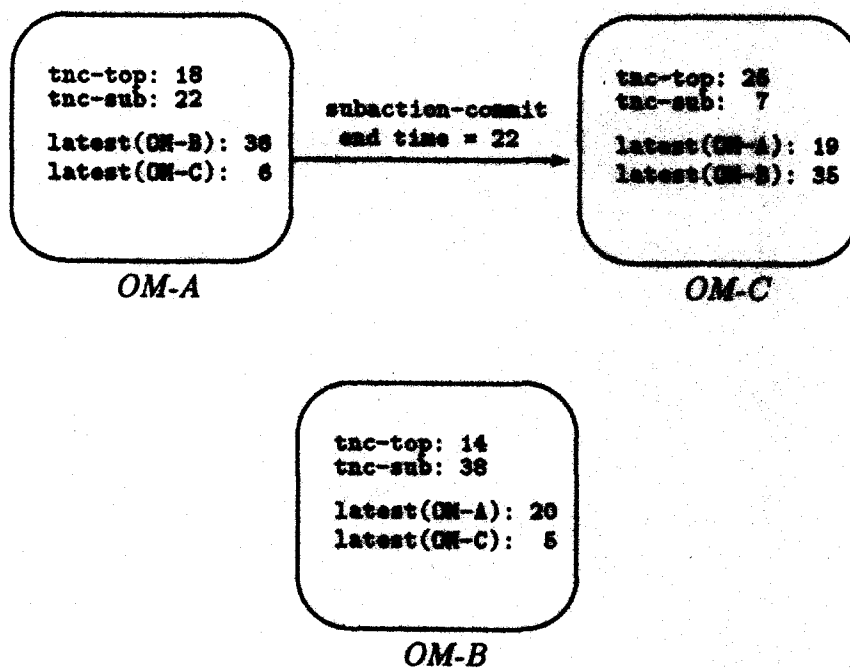 tnc-top: 18
tnc-sub: 22
latest(OM-B): 36
latest(OM-C): 6
OM-A
subaction-commit
end time = 22
tnc-top: 25
tnc-sub: 7
latest(OM-A): 19
latest(OM-B): 35
OM-C
tnc-top: 14
tnc-sub: 38
latest(OM-A): 20
latest(OM-C): 5
OM-B